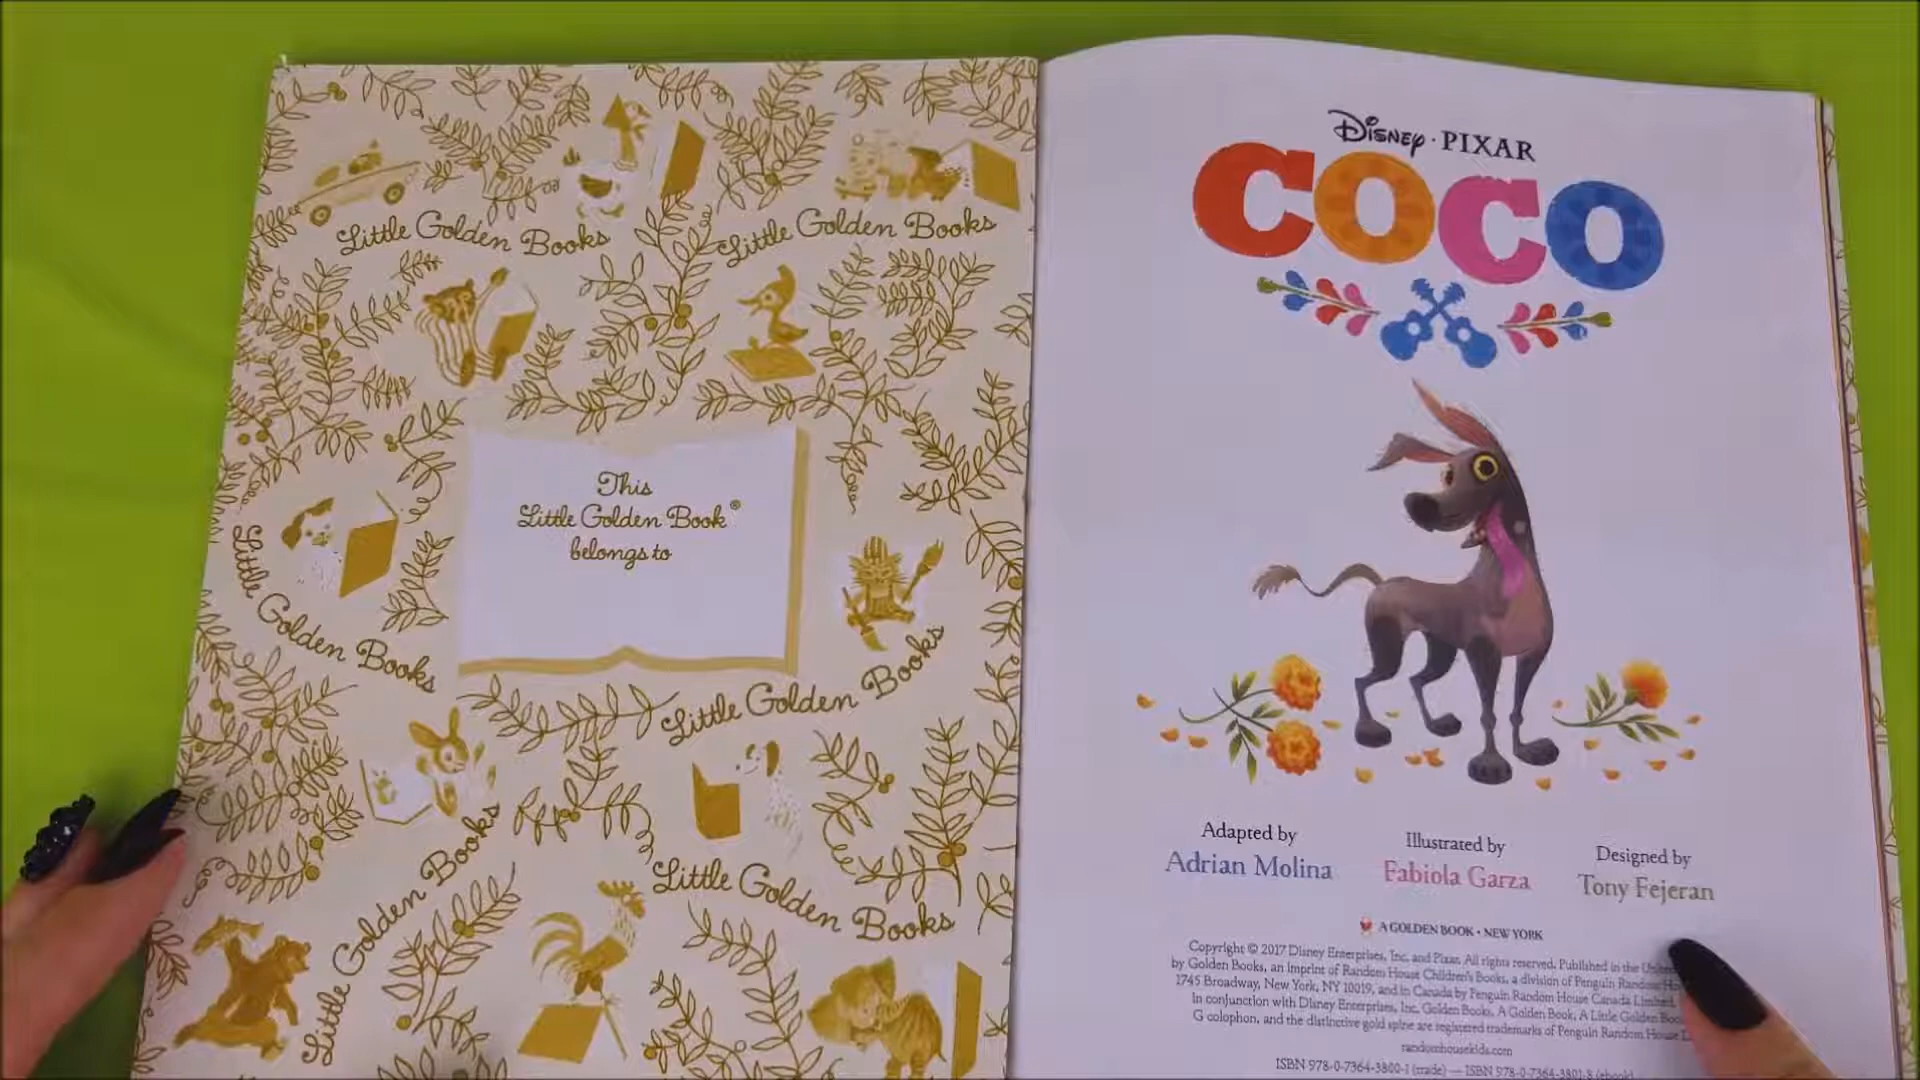 Little Golden Books
Little Golden Books
This
Little Golden Book®
belongs to
Little Golden Books
Little Golden Books
Little Golden Books
Little Golden Books
Disney · PIXAR
COCO
Adapted by
Adrian Molina
Illustrated by
Fabiola Garza
Designed by
Tony Fejeran
A GOLDEN BOOK • NEW YORK
Copyright © 2017 Disney Enterprises, Inc. and Pixar. All rights reserved. Published in the
by Golden Books, an imprint of Random House Children's Books, a division of Penguin Random
1745 Broadway, New York, NY 10019, and in Canada by Penguin Random House Canada Limited,
in conjunction with Disney Enterprises, Inc. Golden Books, A Golden Book, A Little Golden
G colophon, and the distinctive gold spine are registered trademarks of Penguin Random House
randomhousekids.com
ISBN 978-0-7364-3800-1 (trade) — ISBN 978-0-7364-3801-8 (ebook)